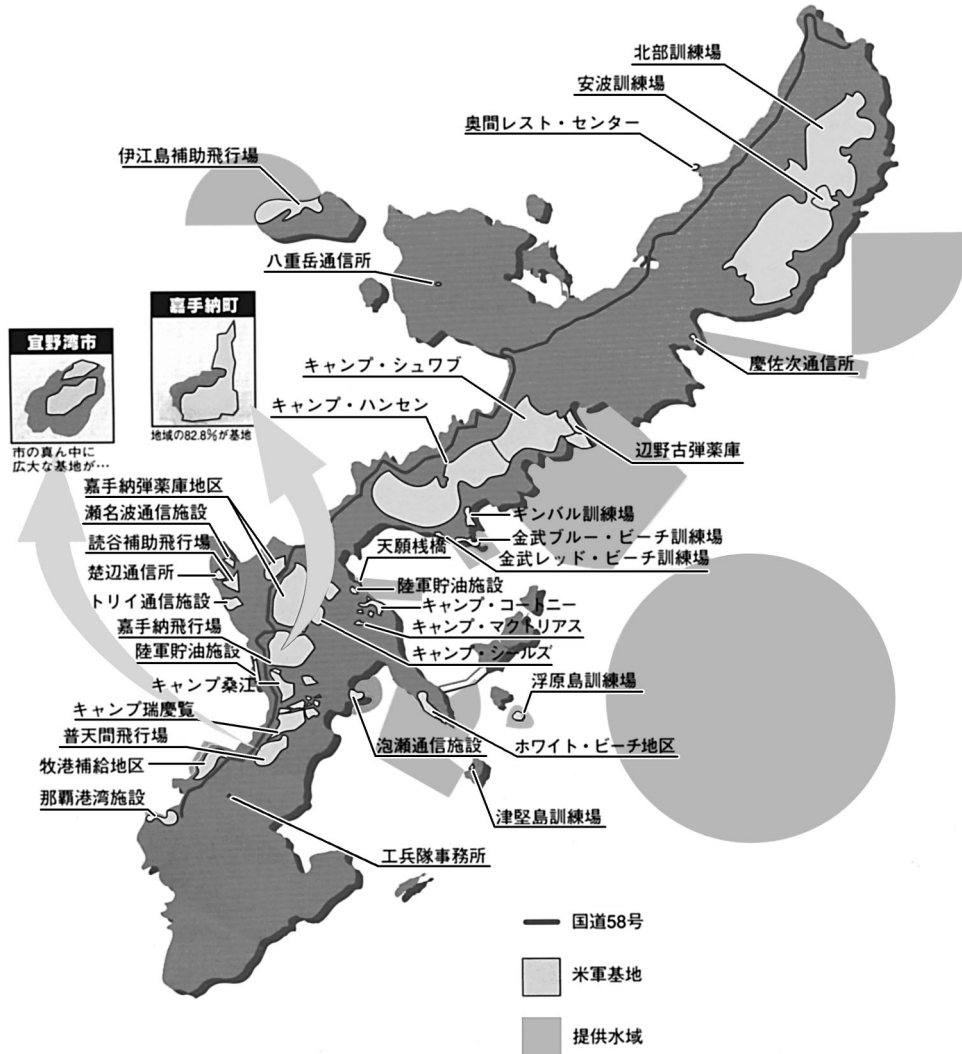 北部訓練場
安波訓練場
奥間レスト・センター
伊江島補助飛行場
八重岳通信所
嘉手納町
宜野湾市
慶佐次通信所
キャンプ・シュワブ
キャンプ・ハンセン
地域の82.8%が基地
辺野古弾薬庫
市の真ん中に
広大な基地が…
嘉手納弾薬庫地区
瀬名波通信施設
ギンバル訓練場
読谷補助飛行場
金武ブルー・ビーチ訓練場
天願桟橋
金武レッド・ビーチ訓練場
楚辺通信所
陸軍貯油施設
トリイ通信施設
キャンプ・コートニー
嘉手納飛行場
キャンプ・マクトリアス
陸軍貯油施設
キャンプ・シールズ
キャンプ桑江
浮原島訓練場
キャンプ瑞慶覧
普天間飛行場
泡瀬通信施設
ホワイト・ビーチ地区
牧港補給地区
那覇港湾施設
津堅島訓練場
工兵隊事務所
国道58号
米軍基地
提供水域